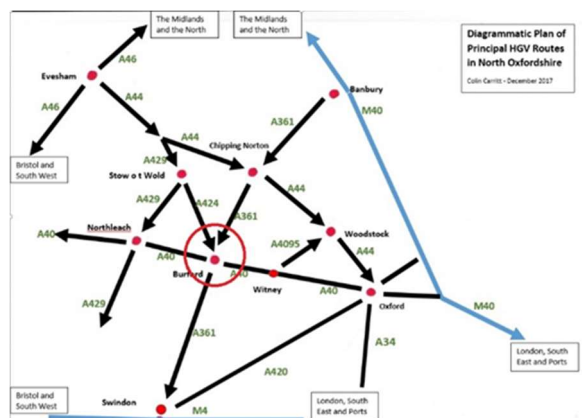 The Midlands
and the North
The Midlands
and the North
Diagrammatic Plan of
Principal HGV Routes
in North Oxfordshire
Colin Carritt - December 2017
A46
Evesham
Banbury
A44
M40
A46
A361
A44
Chipping Norton
A429
Bristol and
South West
Stow o t Wold
A44
A429
A424
A361
Northleach
Woodstock
A40
A4095
A44
A40
Burford
A40
Witney
A40
Oxford
A429
M40
A361
A34
London, South
East and Ports
A420
Bristol and
South West
Swindon
M4
London, South
East and Ports